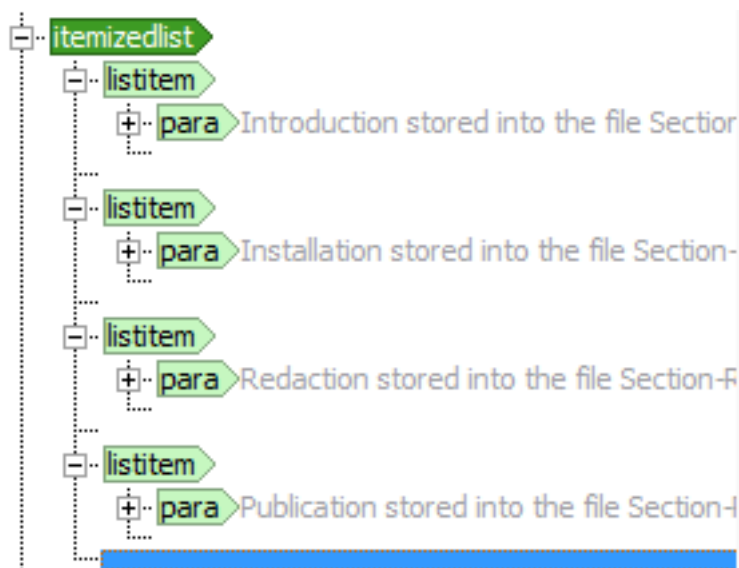 itemizedlist
listitem
para Introduction stored into the file Section
listitem
para Installation stored into the file Section-
listitem
para Redaction stored into the file Section-R
listitem
para Publication stored into the file Section-